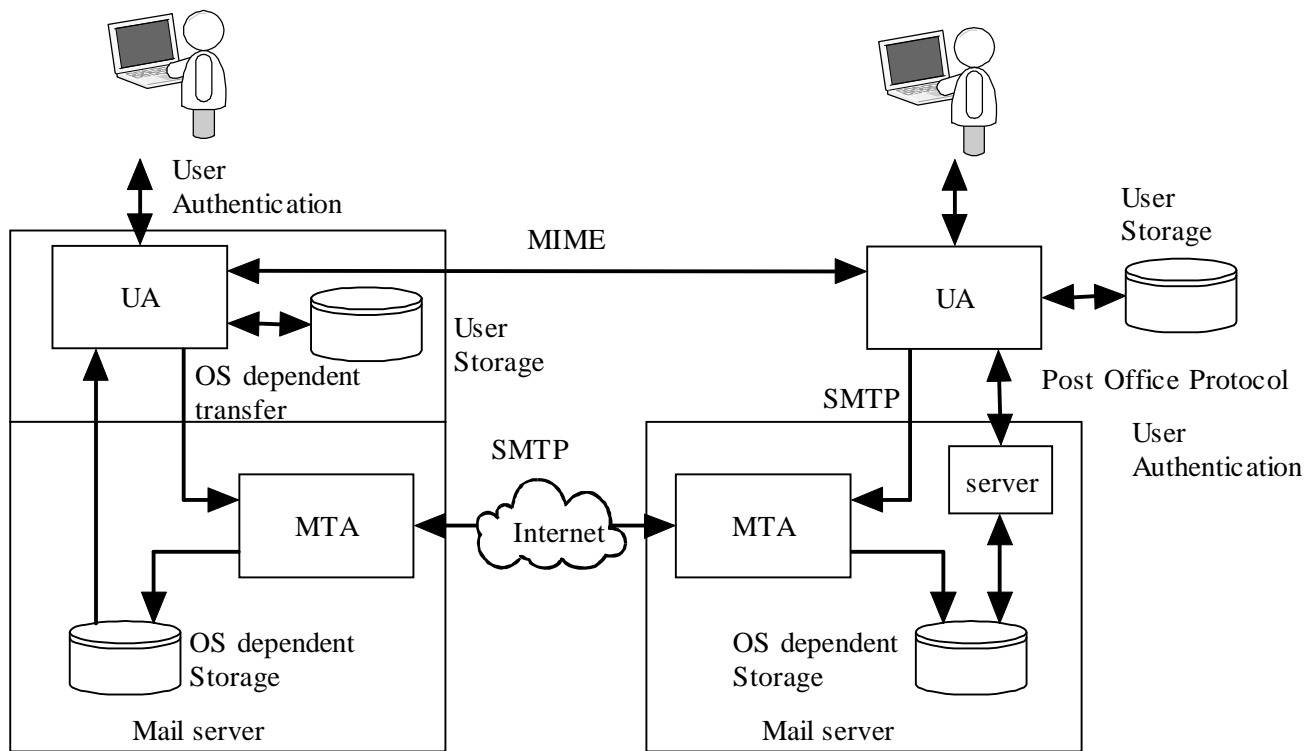 User
Authentication
MIME
User
Storage
UA
UA
User
Storage
OS dependent
transfer
Post Office Protocol
SMTP
User
Authentication
SMTP
server
MTA
Internet
MTA
OS dependent
Storage
OS dependent
Storage
Mail server
Mail server